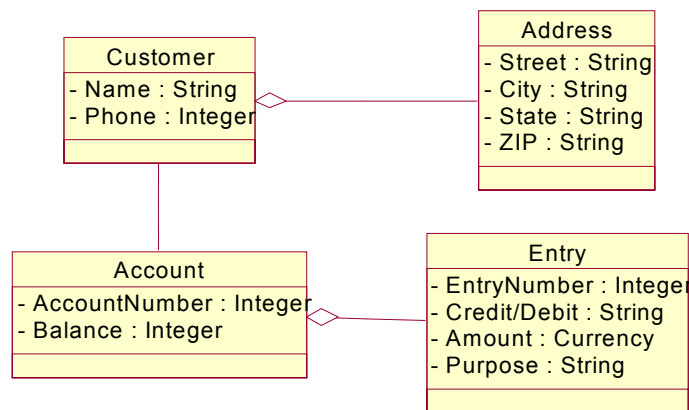 Customer
- Name : String
- Phone : Integer
Address
- Street : String
- City : String
- State : String
- ZIP : String
Account
- AccountNumber : Integer
- Balance : Integer
Entry
- EntryNumber : Integer
- Credit/Debit : String
- Amount : Currency
- Purpose : String